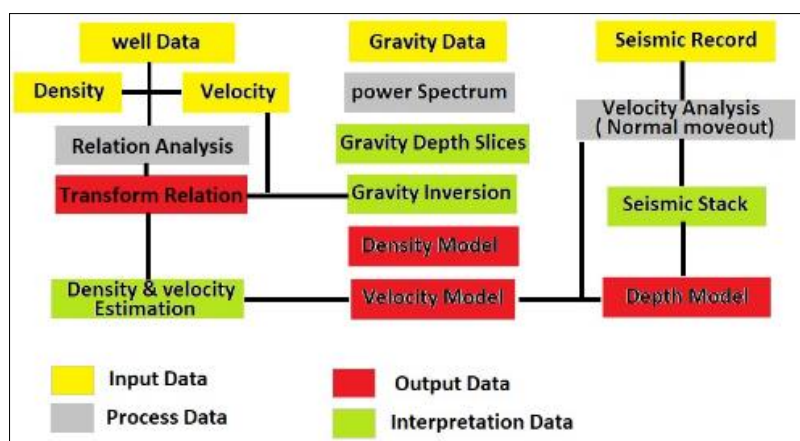 well Data
Gravity Data
Seismic Record
Density
Velocity
power Spectrum
Velocity Analysis
( Normal moveout)
Relation Analysis
Gravity Depth Slices
Transform Relation
Gravity Inversion
Seismic Stack
Density Model
Density & velocity
Estimation
Velocity Model
Depth Model
Input Data
Output Data
Process Data
Interpretation Data